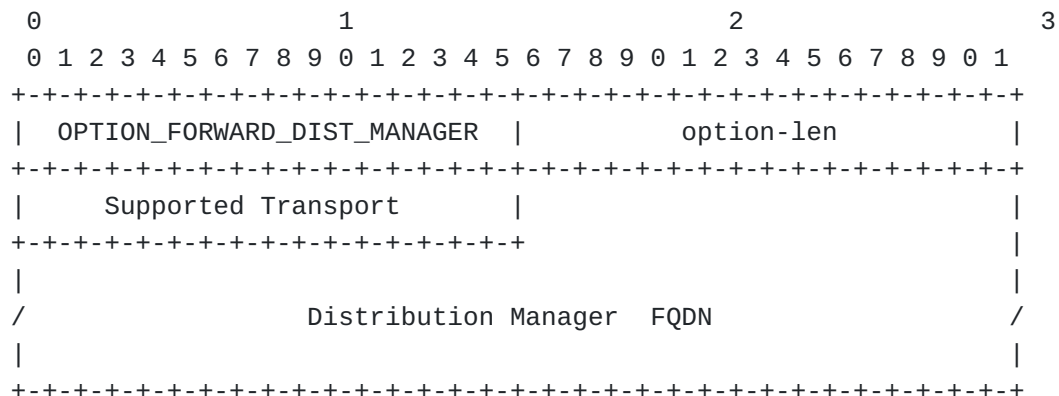 0                   1                   2                   3
0 1 2 3 4 5 6 7 8 9 0 1 2 3 4 5 6 7 8 9 0 1 2 3 4 5 6 7 8 9 0 1
+-+-+-+-+-+-+-+-+-+-+-+-+-+-+-+-+-+-+-+-+-+-+-+-+-+-+-+-+-+-+-+-+
|  OPTION_FORWARD_DIST_MANAGER  |          option-len           |
+-+-+-+-+-+-+-+-+-+-+-+-+-+-+-+-+-+-+-+-+-+-+-+-+-+-+-+-+-+-+-+-+
|     Supported Transport       |                               |
+-+-+-+-+-+-+-+-+-+-+-+-+-+-+-+-+                               |
|                                                               |
/                  Distribution Manager  FQDN                   /
|                                                               |
+-+-+-+-+-+-+-+-+-+-+-+-+-+-+-+-+-+-+-+-+-+-+-+-+-+-+-+-+-+-+-+-+